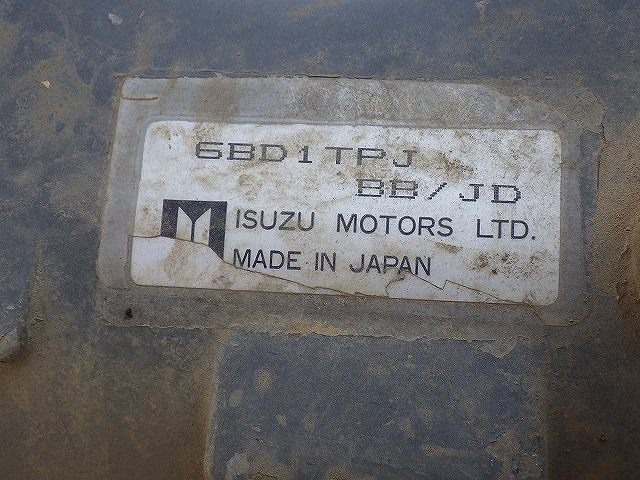 6BD1TPJ
BB/JD
ISUZU MOTORS LTD.
MADE IN JAPAN